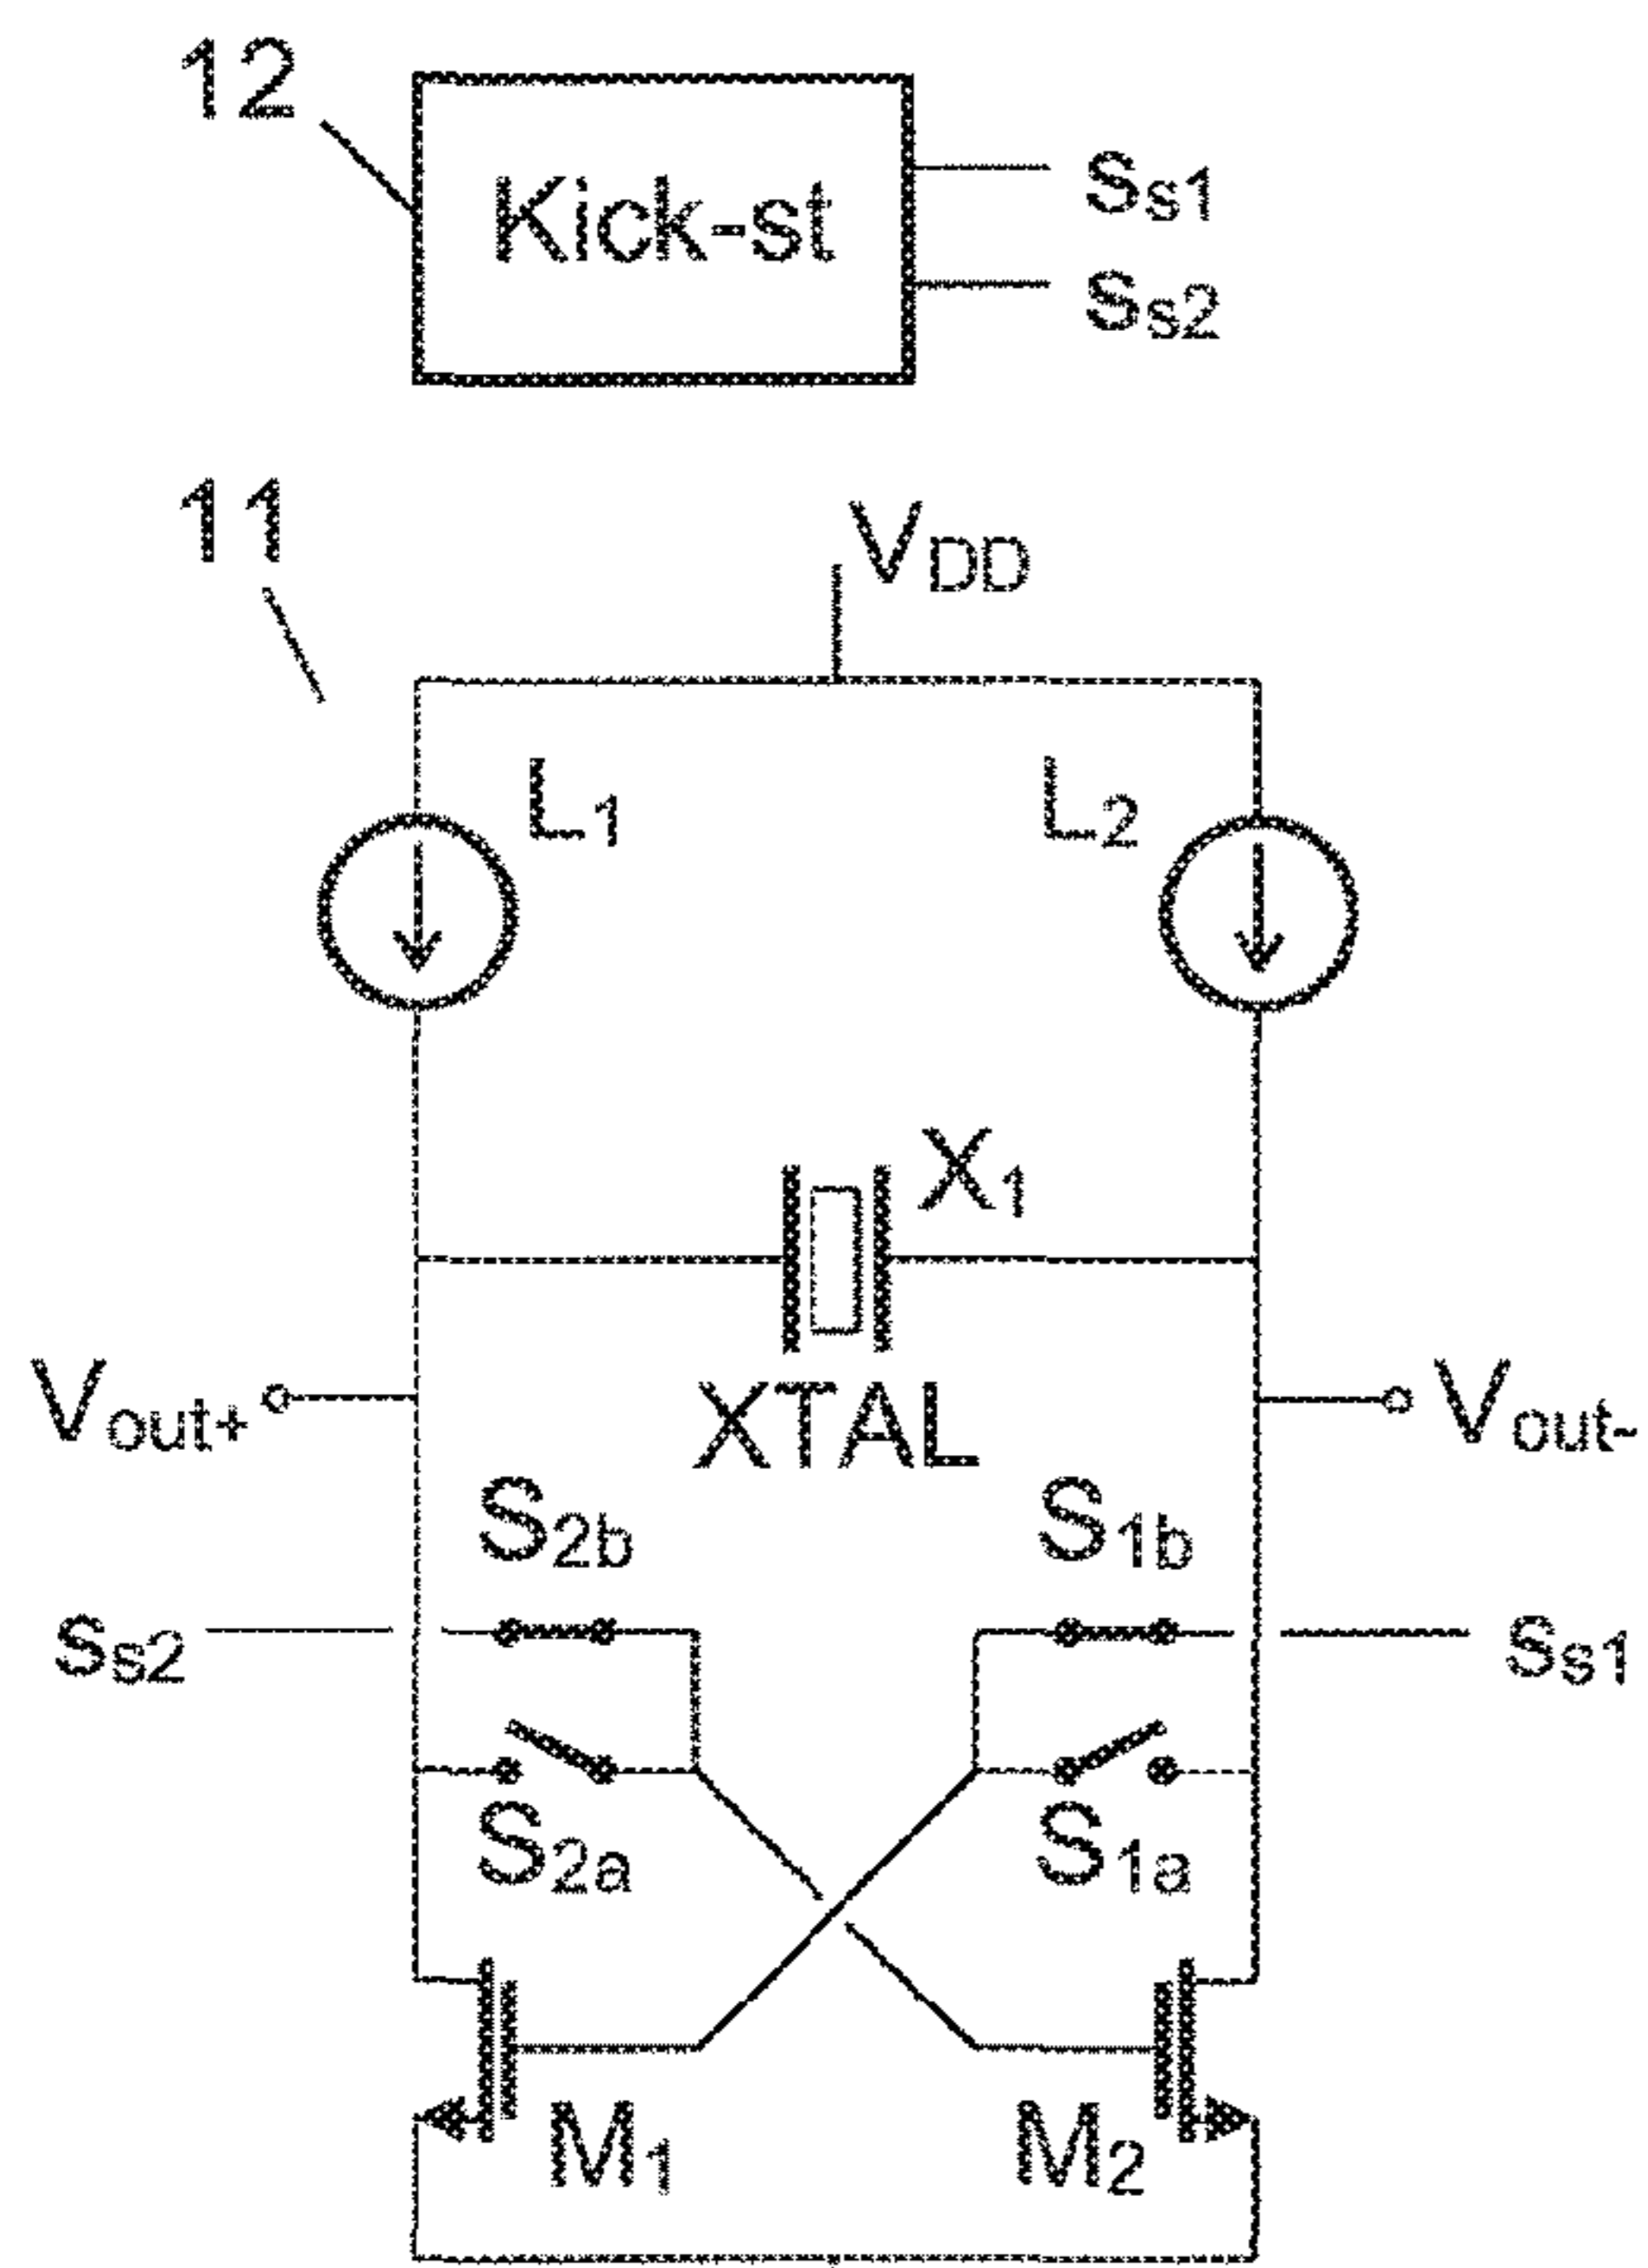 12
Kick-st
ss1
ss2
11
VDD
L1
L2
X1
Vout+
XTAL
Vout-
S2b
S1b
ss2
ss1
S2a
S1a
M1
M2